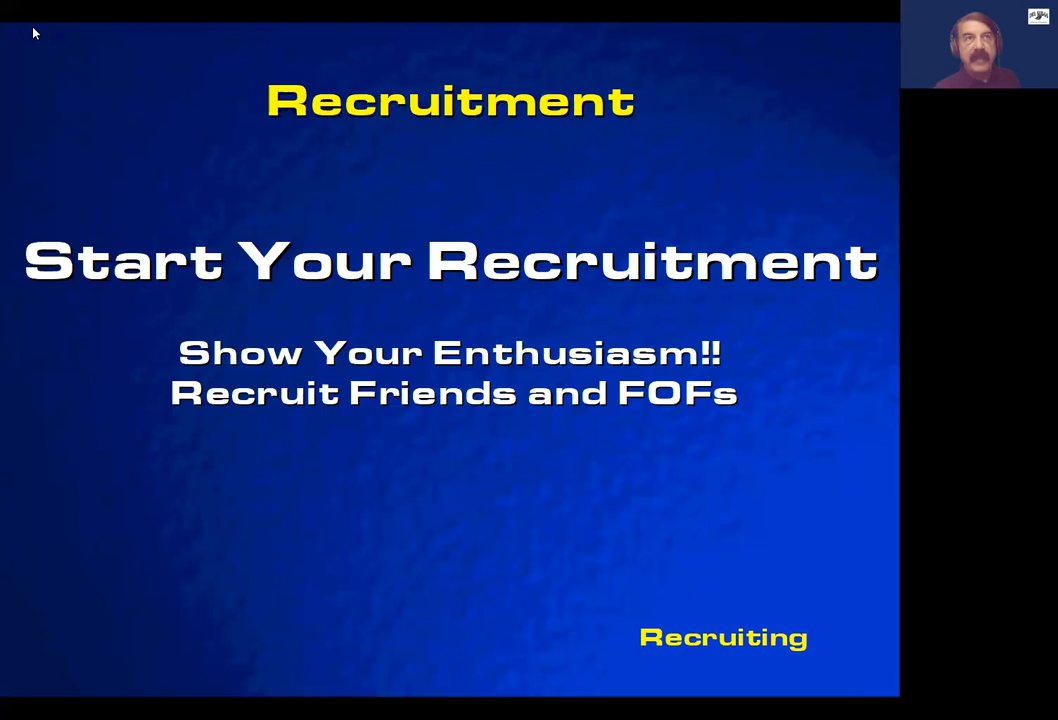 Recruitment
Start Your Recruitment
Show Your Enthusiasm!!
Recruit Friends and FOFs
Recruiting